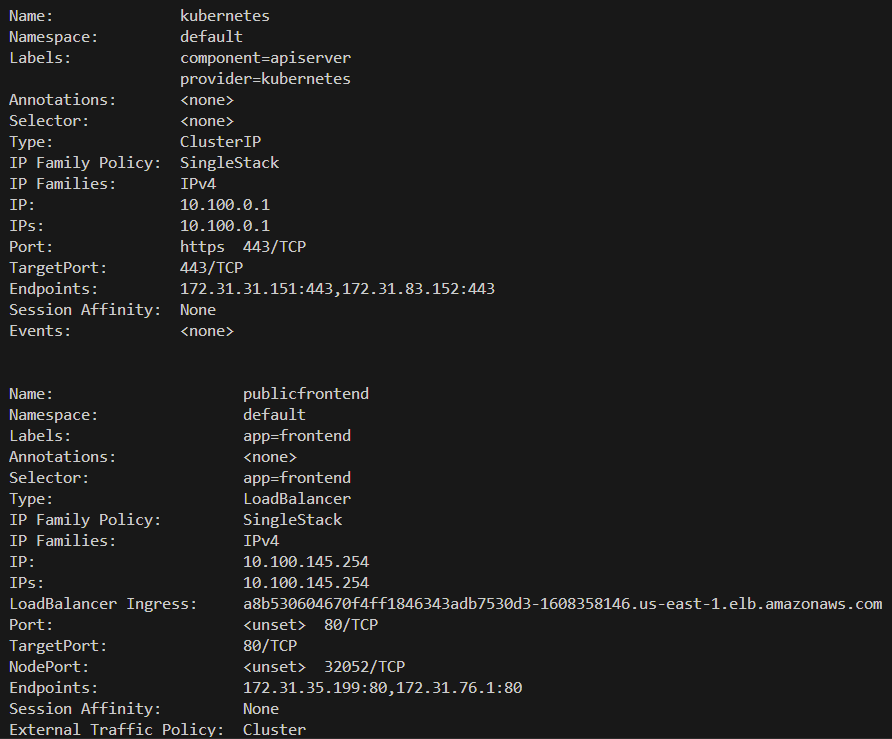 Name:              kubernetes
Namespace:         default
Labels:            component=apiserver
                   provider=kubernetes
Annotations:       <none>
Selector:          <none>
Type:              ClusterIP
IP Family Policy:  SingleStack
IP Families:       IPv4
IP:                10.100.0.1
IPs:               10.100.0.1
Port:              https  443/TCP
TargetPort:        443/TCP
Endpoints:         172.31.31.151:443,172.31.83.152:443
Session Affinity:  None
Events:            <none>

Name:                     publicfrontend
Namespace:                default
Labels:                   app=frontend
Annotations:              <none>
Selector:                 app=frontend
Type:                     LoadBalancer
IP Family Policy:         SingleStack
IP Families:              IPv4
IP:                       10.100.145.254
IPs:                      10.100.145.254
LoadBalancer Ingress:     a8b530604670f4ff1846343adb7530d3-1608358146.us-east-1.elb.amazonaws.com
Port:                     <unset>  80/TCP
TargetPort:               80/TCP
NodePort:                 <unset>  32052/TCP
Endpoints:                172.31.35.199:80,172.31.76.1:80
Session Affinity:         None
External Traffic Policy:  Cluster